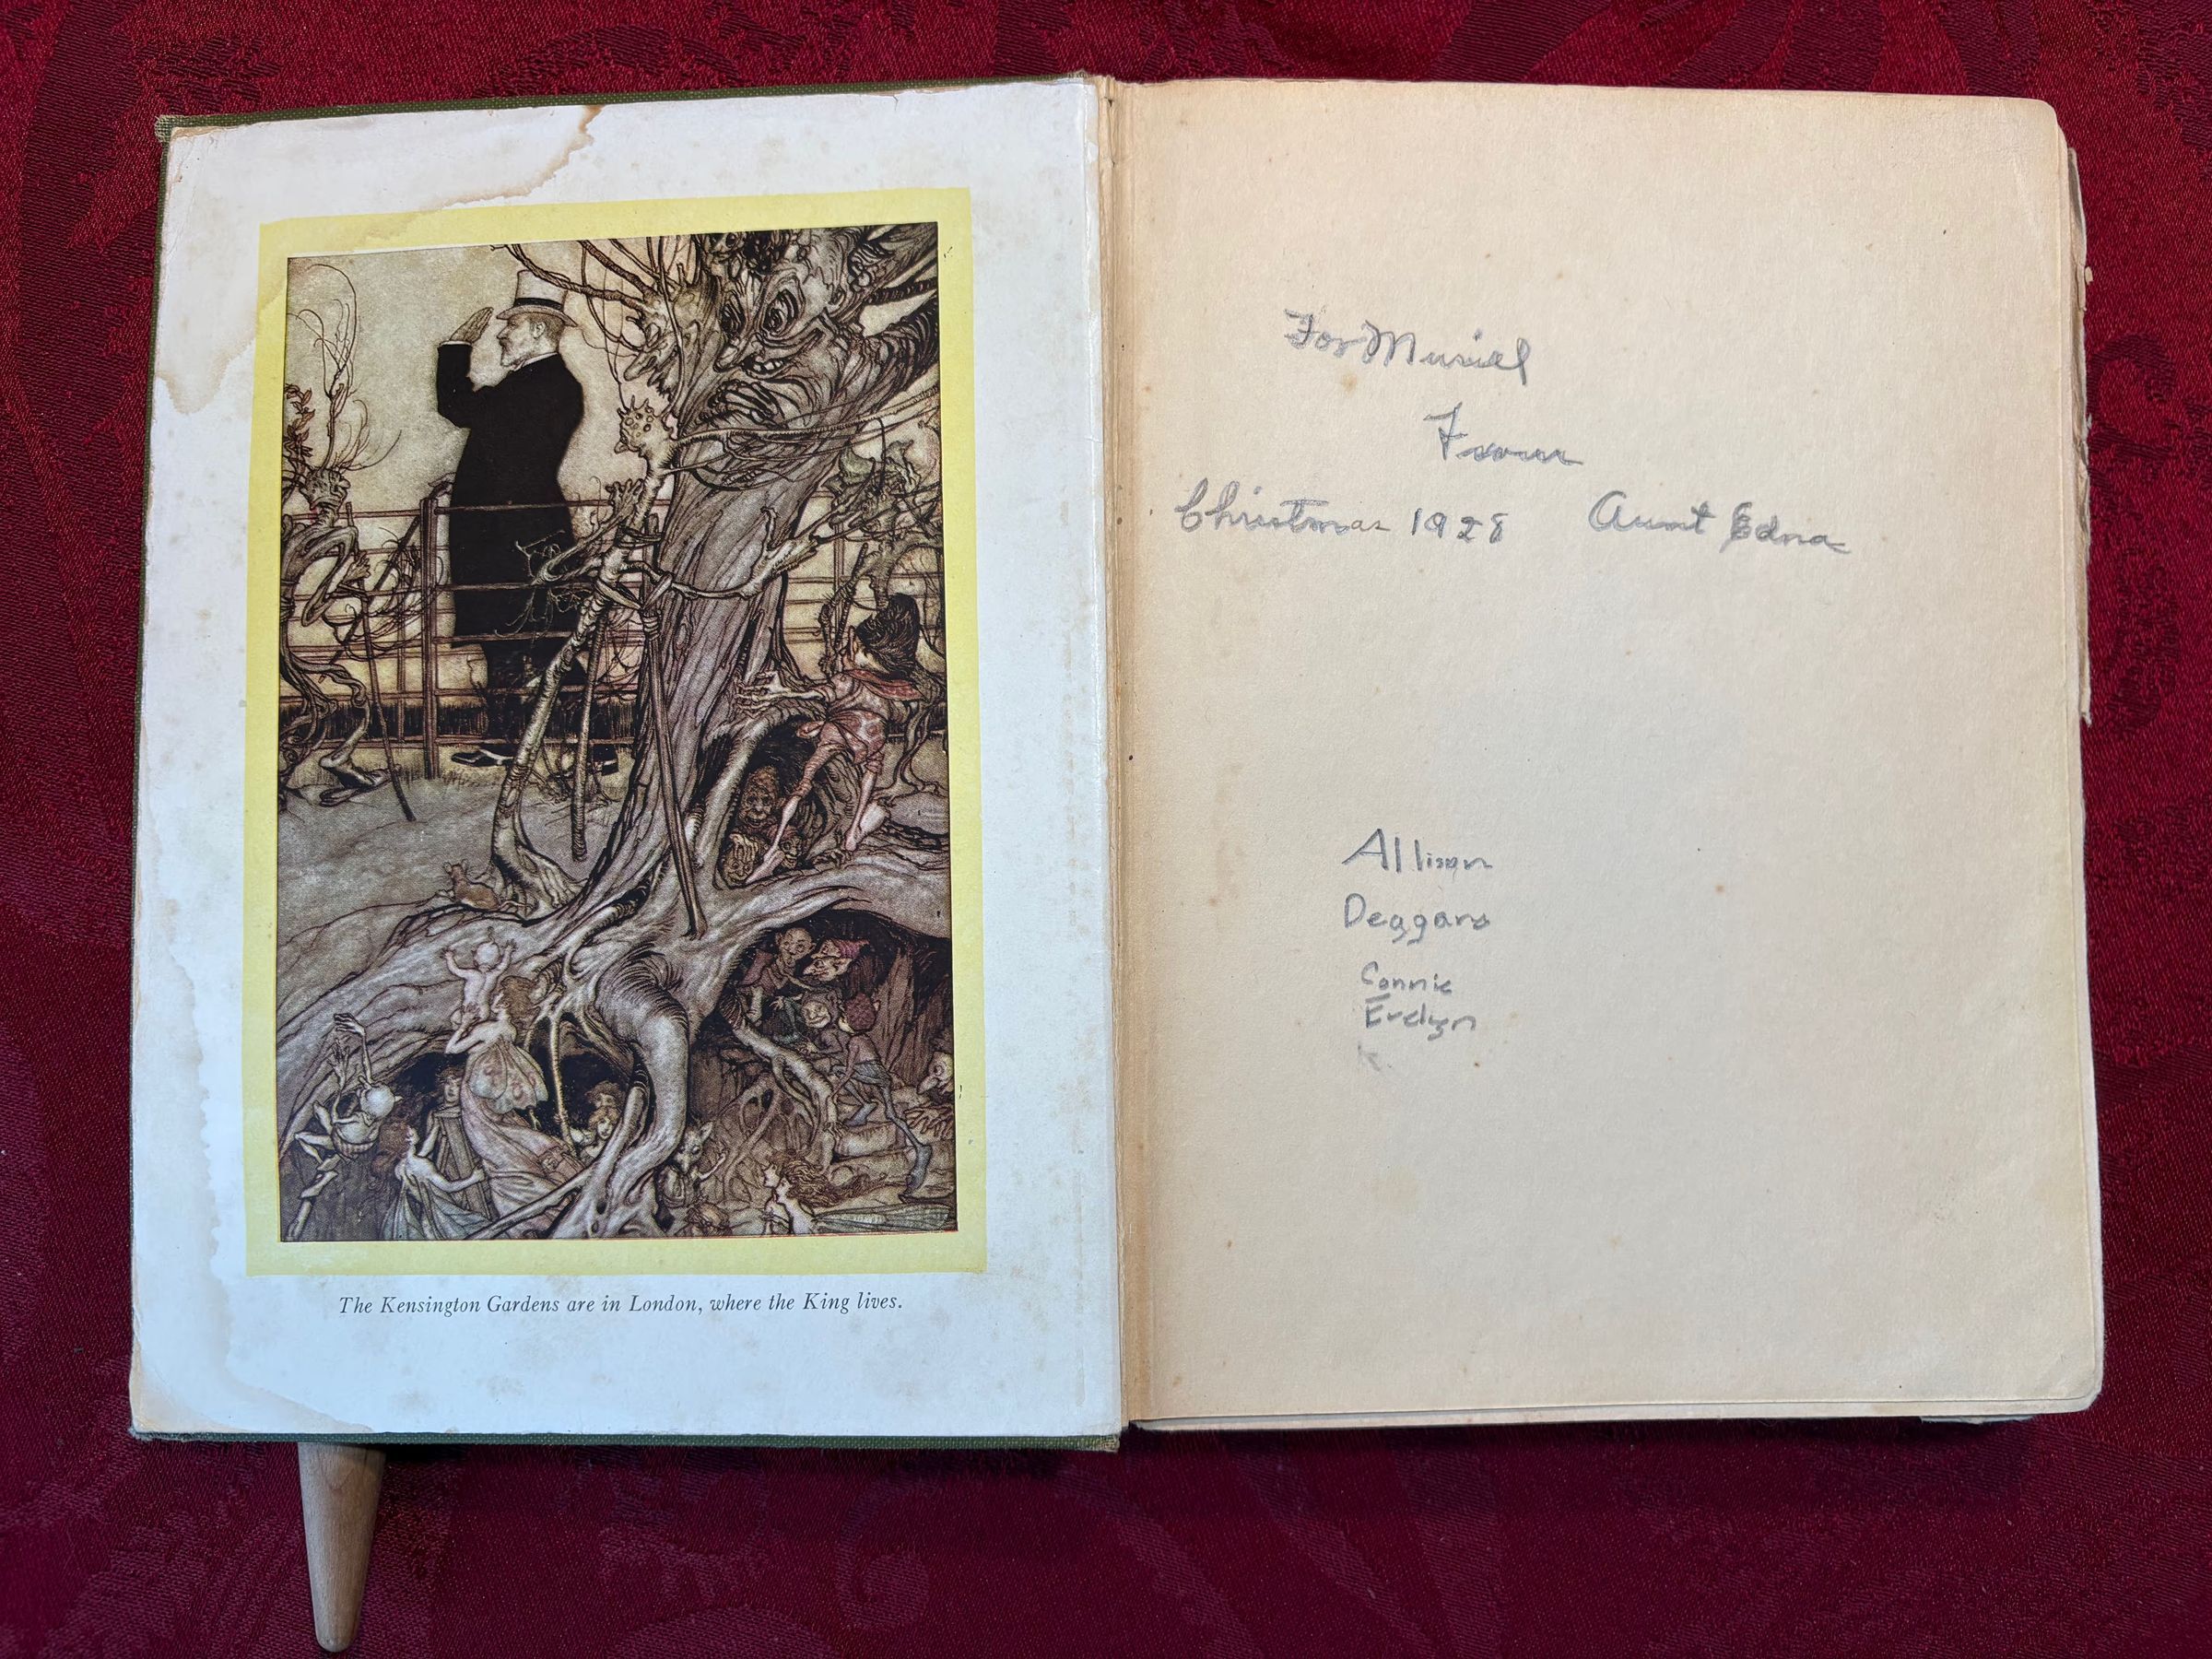 The Kensington Gardens are in London, where the King lives.
For Muriel
From
Christmas 1928 Aunt Edna
Allison
Deggans
Connie
Evelyn
K